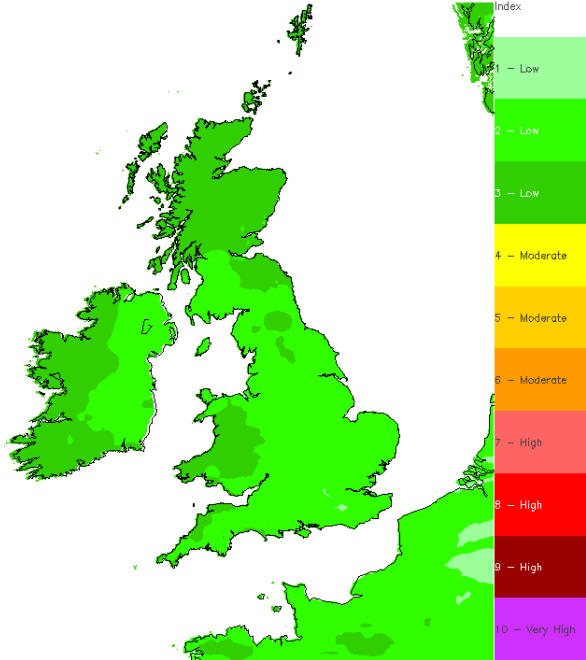 Index
1 - Low
2 - Low
3 - Low
4 - Moderate
5 - Moderate
6 - Moderate
7 - High
8 - High
9 - High
10 - Very High